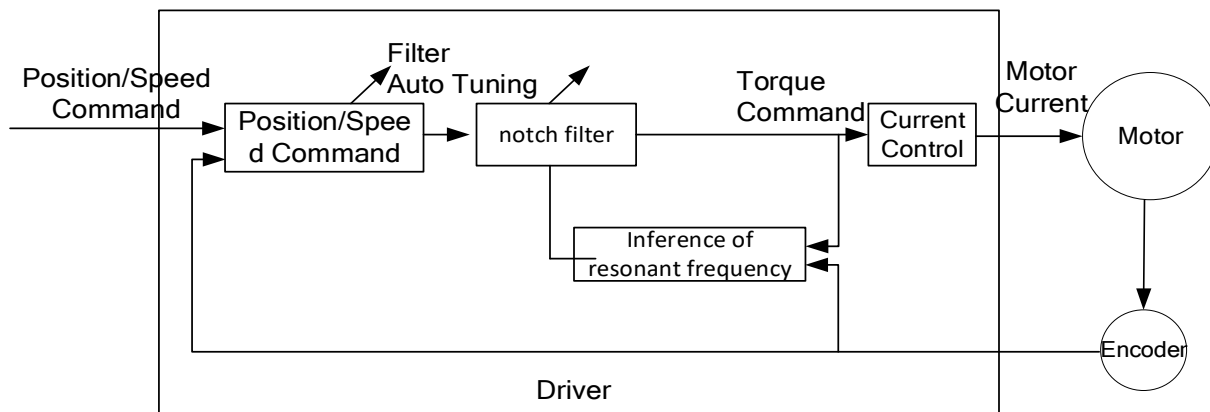 Position/Speed
Command
Filter
Auto Tuning
Position/Spee
d Command
notch filter
Torque
Command
Current
Control
Motor
Current
Motor
Inference of
resonant frequency
Encoder
Driver